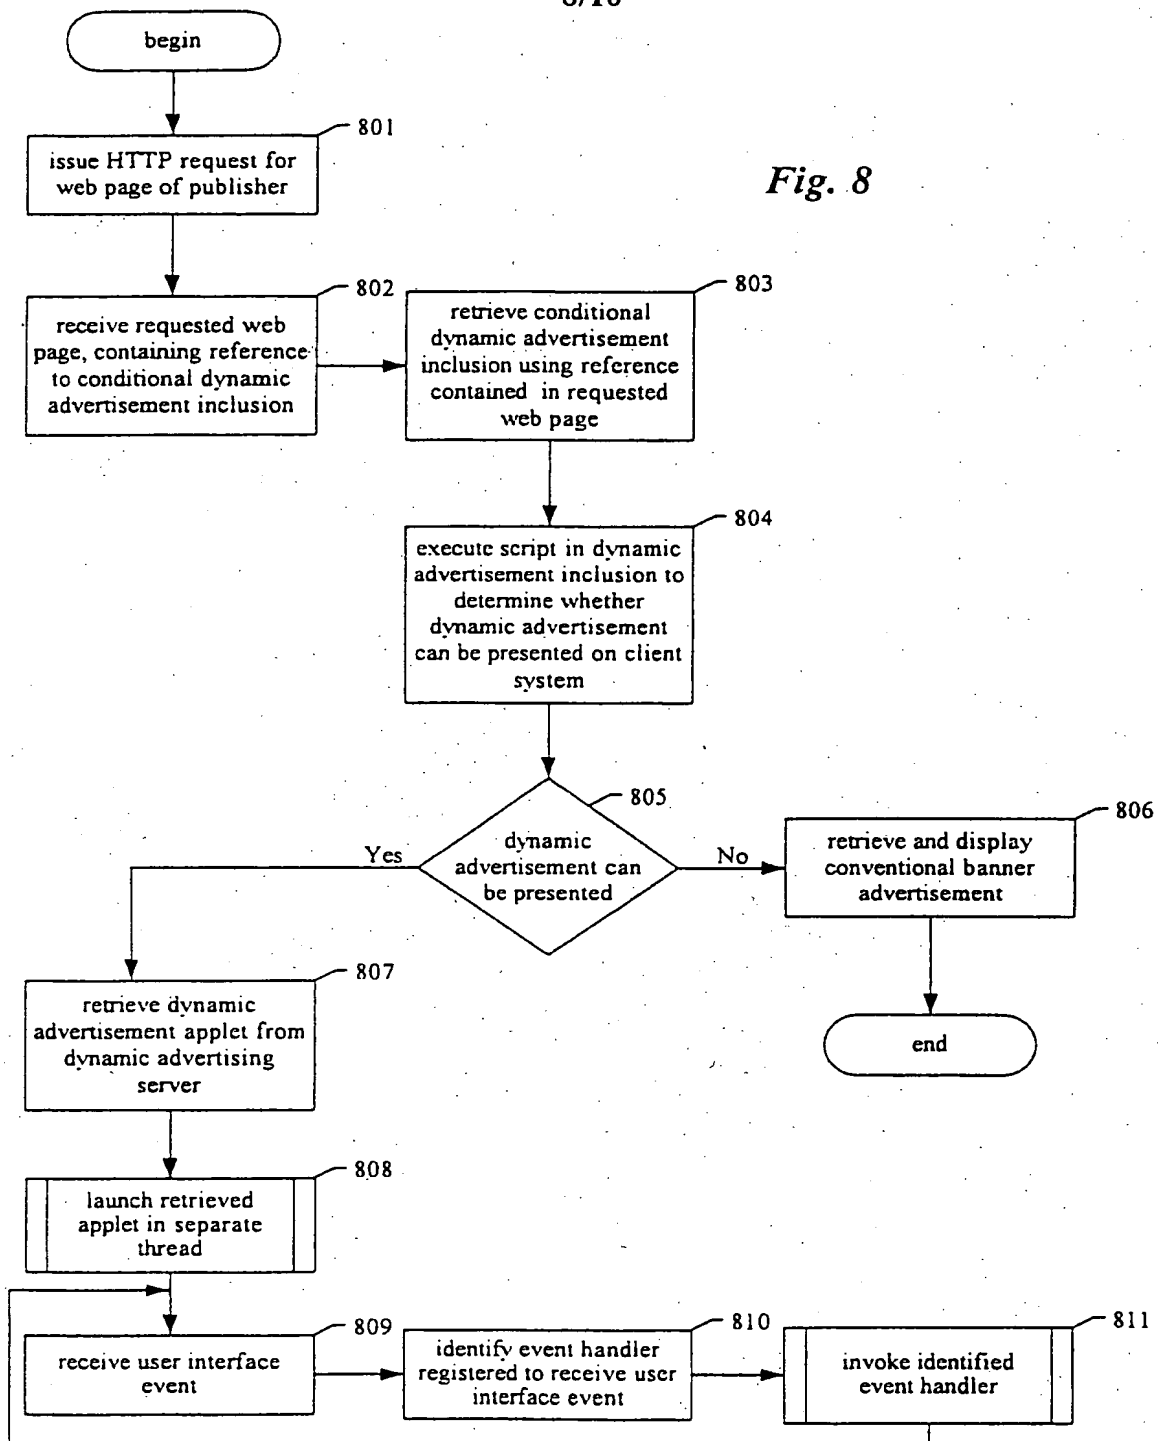 begin
801
issue HTTP request for
web page of publisher
Fig. 8
802
receive requested web
page, containing reference
to conditional dynamic
advertisement inclusion
803
retrieve conditional
dynamic advertisement
inclusion using reference
contained in requested
web page
804
execute script in dynamic
advertisement inclusion to
determine whether
dynamic advertisement
can be presented on client
system
805
dynamic
advertisement can
be presented
Yes
No
806
retrieve and display
conventional banner
advertisement
end
807
retrieve dynamic
advertisement applet from
dynamic advertising
server
808
launch retrieved
applet in separate
thread
809
receive user interface
event
810
identify event handler
registered to receive user
interface event
811
invoke identified
event handler